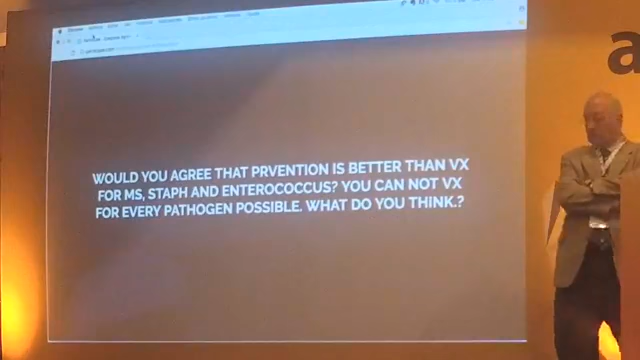 WOULD YOU AGREE THAT PRVENTION IS BETTER THAN VX
FOR MS, STAPH AND ENTEROCOCCUS? YOU CAN NOT VX
FOR EVERY PATHOGEN POSSIBLE. WHAT DO YOU THINK.?
a